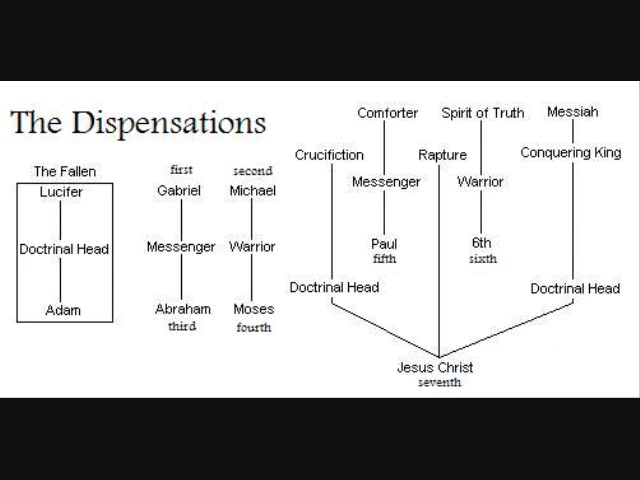 The Dispensations
The Fallen
Lucifer
Doctrinal Head
Adam
first
Gabriel
Messenger
Abraham
third
second
Michael
Warrior
Moses
fourth
Crucifiction
Doctrinal Head
Comforter
Messenger
Paul
fifth
Rapture
Spirit of Truth
Warrior
6th
sixth
Messiah
Conquering King
Doctrinal Head
Jesus Christ
seventh